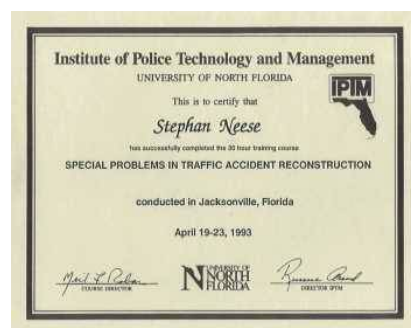 Institute of Police Technology and Management
UNIVERSITY OF NORTH FLORIDA
IPTM
This is to certify that
Stephan Neese
has successfully completed the 30 hour training course
SPECIAL PROBLEMS IN TRAFFIC ACCIDENT RECONSTRUCTION
conducted in Jacksonville, Florida
April 19-23, 1993
COURSE DIRECTOR
UNIVERSITY OF
NORTH
FLORIDA
DIRECTOR IPTM